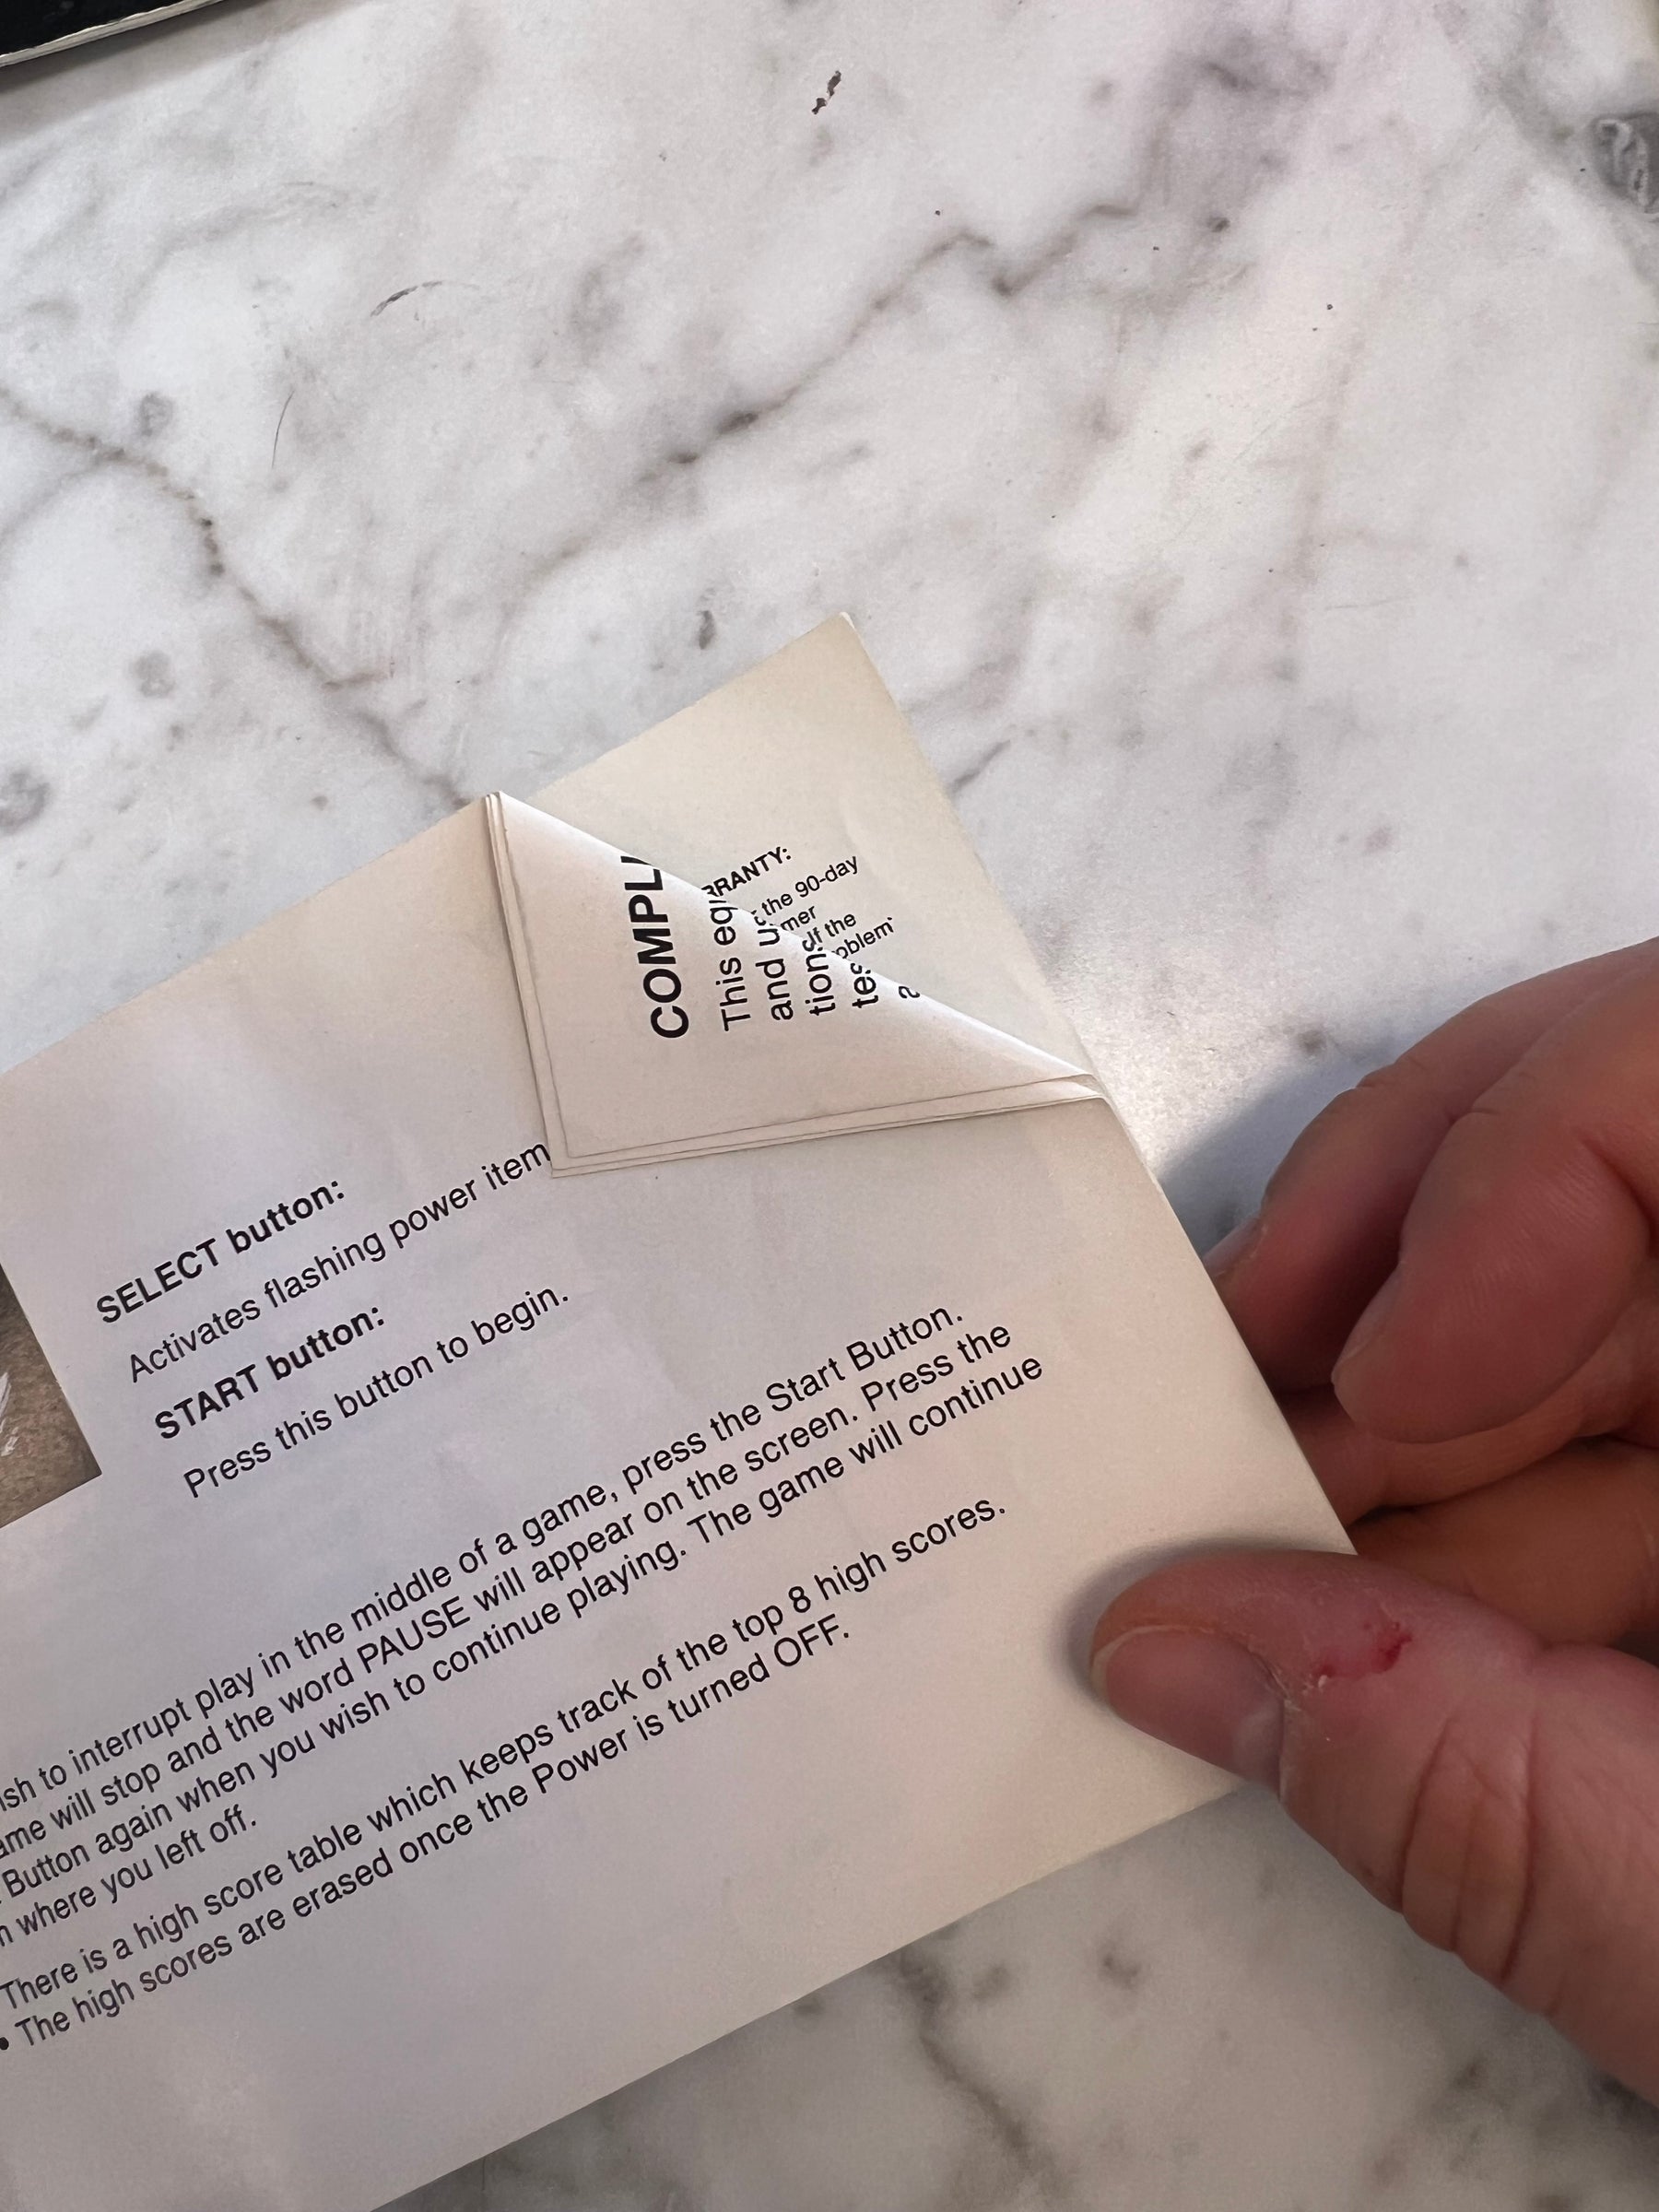 SELECT button:
Activates flashing power item
START button:
Press this button to begin.
to interrupt play in the middle of a game, press the Start Button.
will stop and the word PAUSE will appear on the screen. Press the
Button again when you wish to continue playing. The game will continue
where you left off.
There is a high score table which keeps track of the top 8 high scores.
• The high scores are erased once the Power is turned OFF.
COMPL
This eq
and u
tion
te
a
RRANTY:
the 90-day
mer
If the
oblem